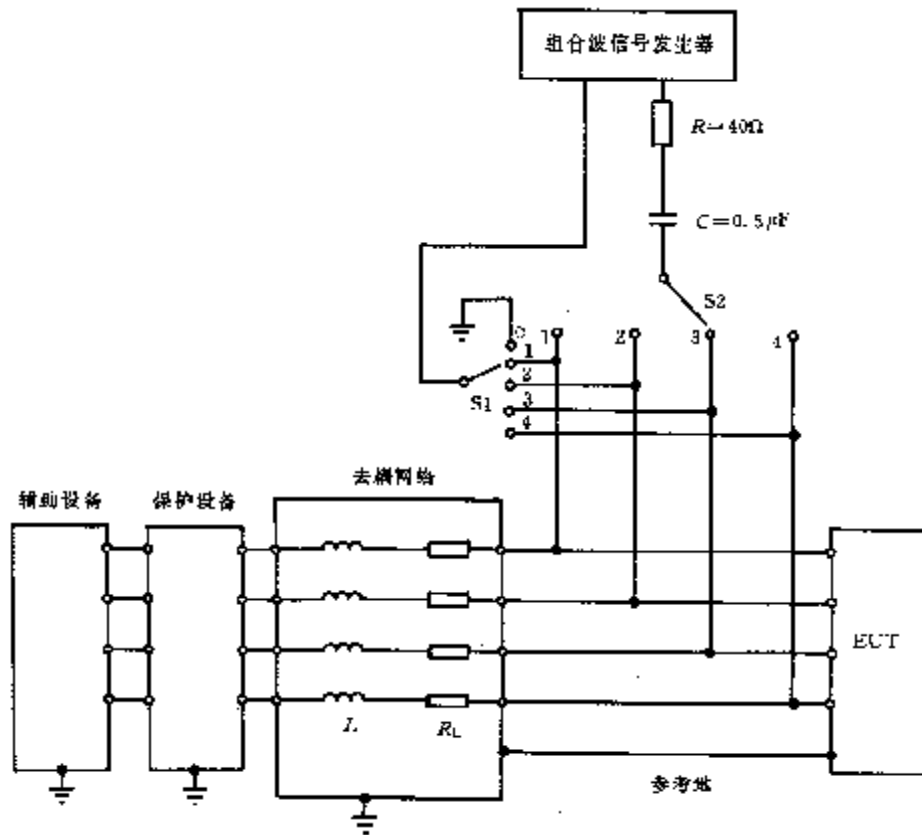 组合波信号发生器
R=40Ω
C=0.5μF
S2
0
1
2
3
4
1
2
3
4
S1
去耦网络
辅助设备
保护设备
EUT
L
RL
参考地